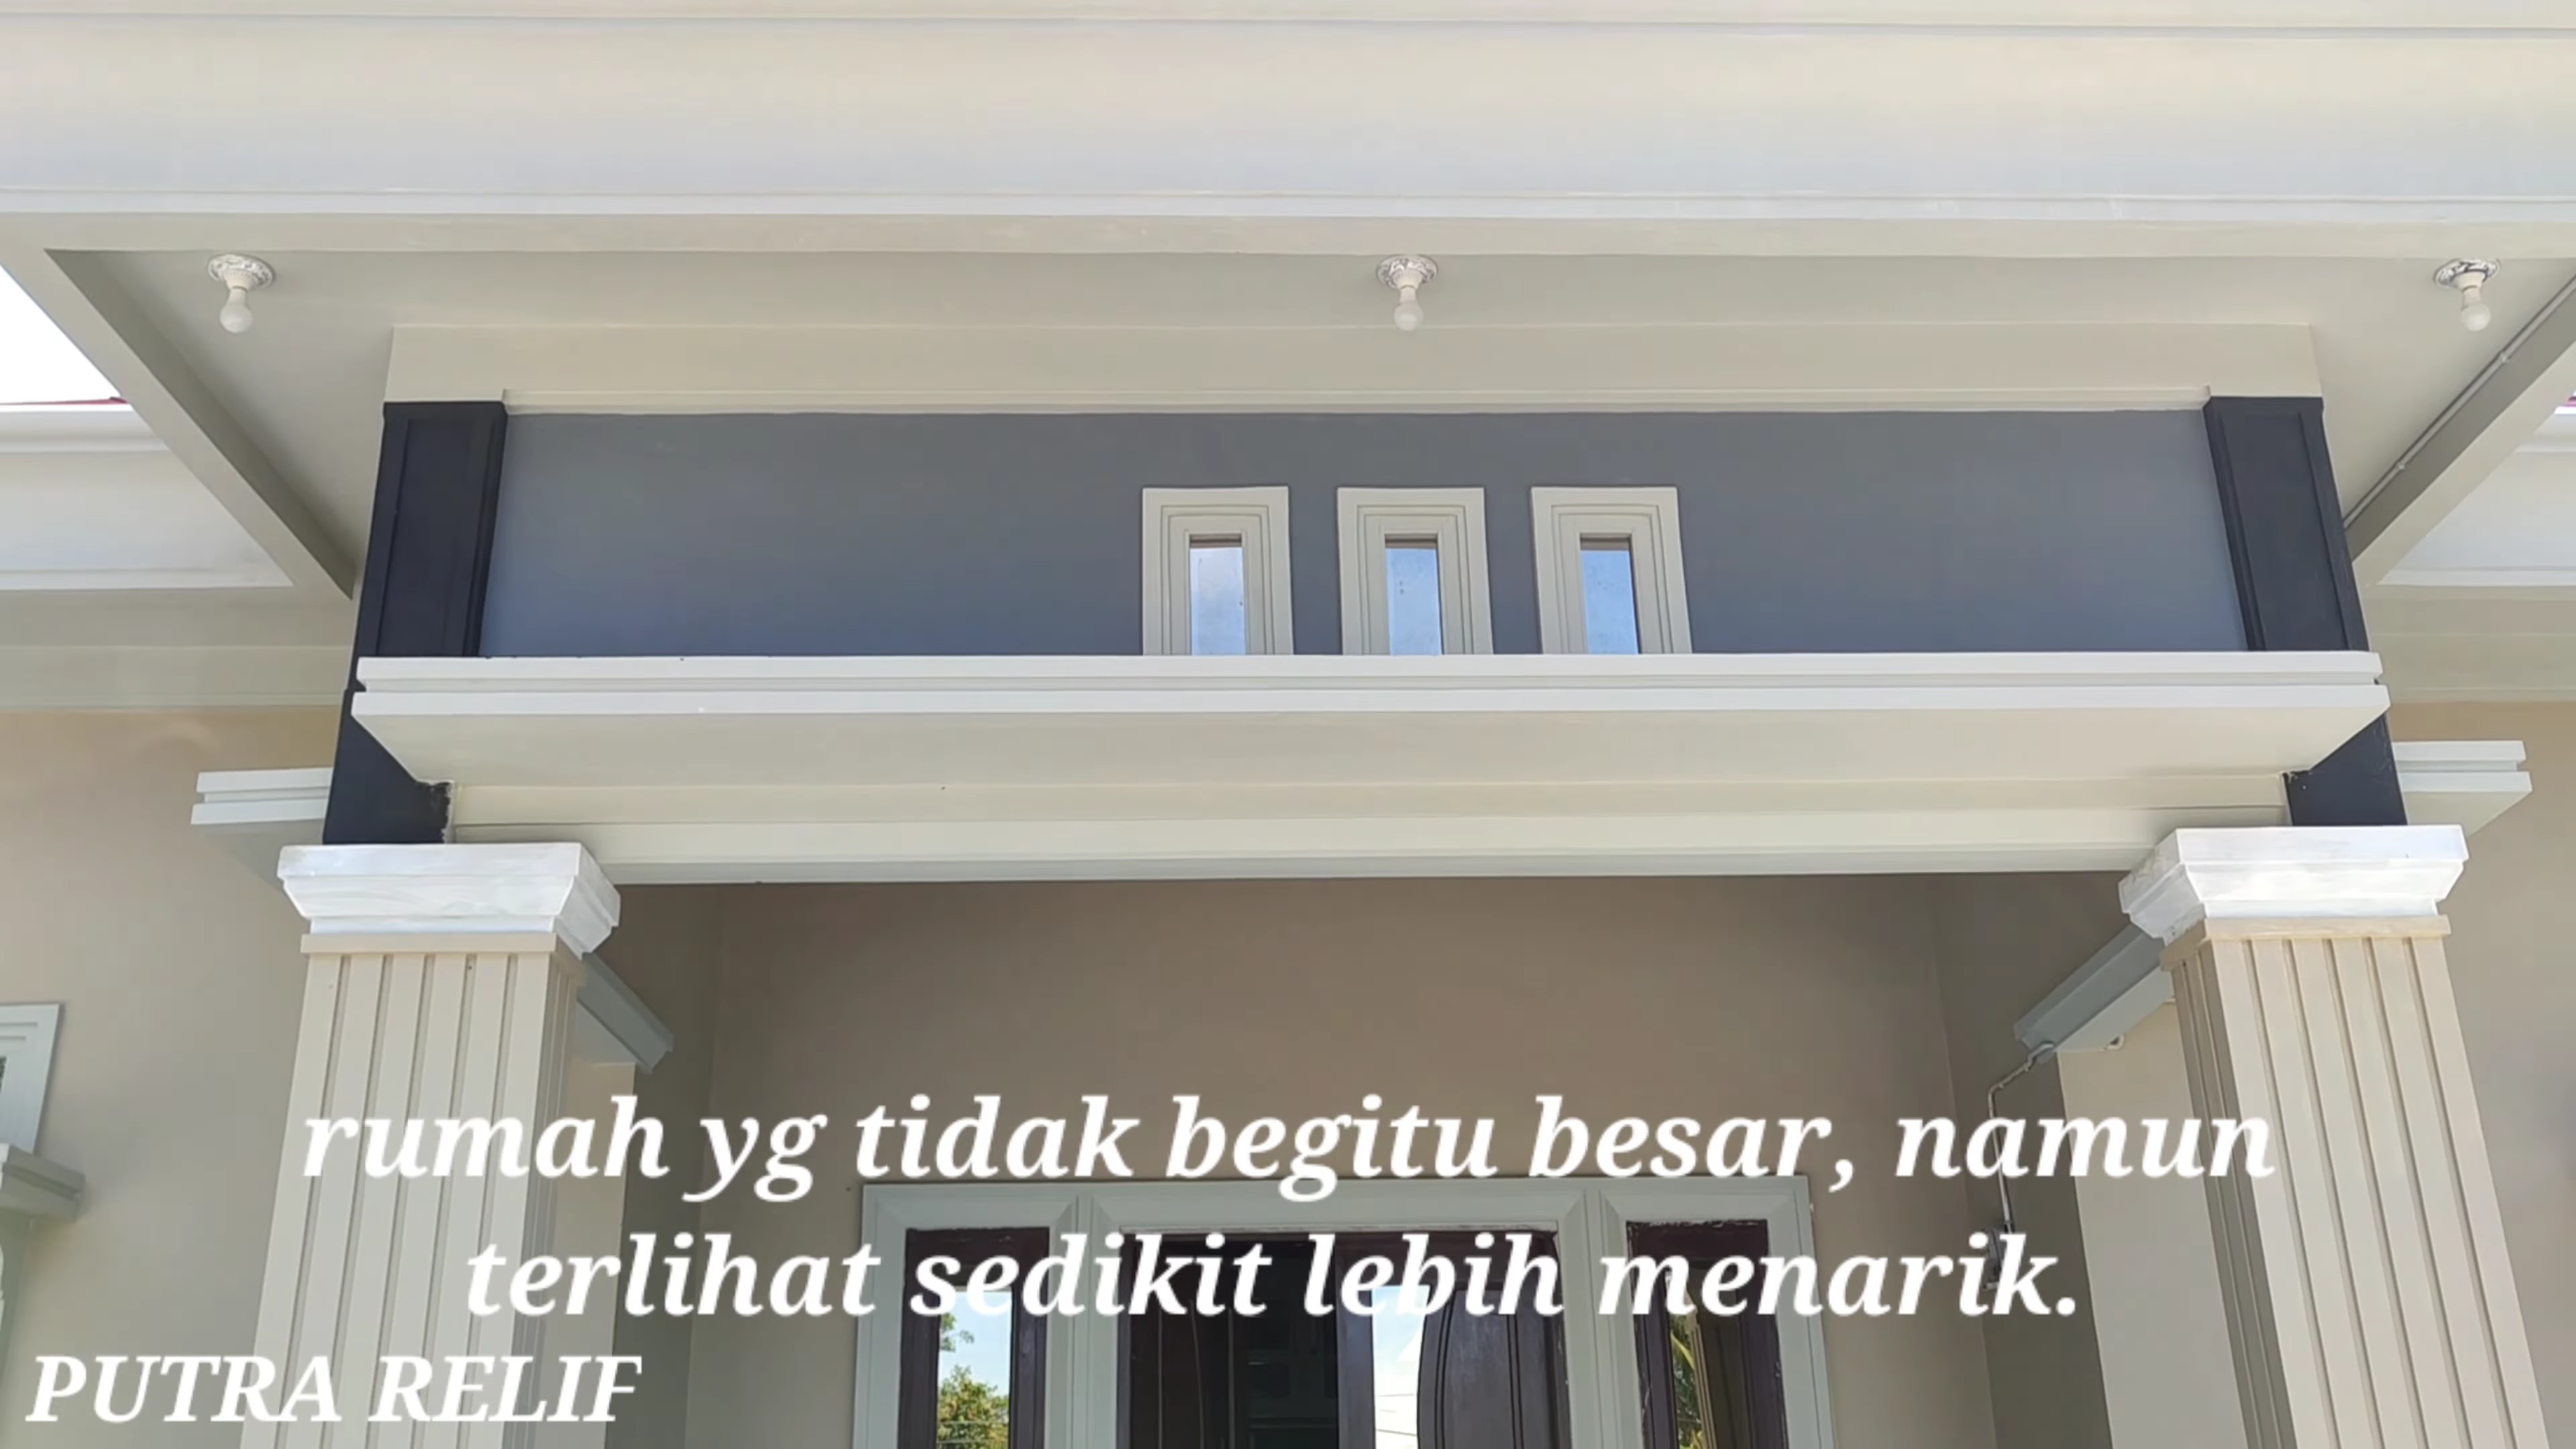 rumah yg tidak begitu besar, namun
terlihat sedikit lebih menarik.
PUTRA RELIF